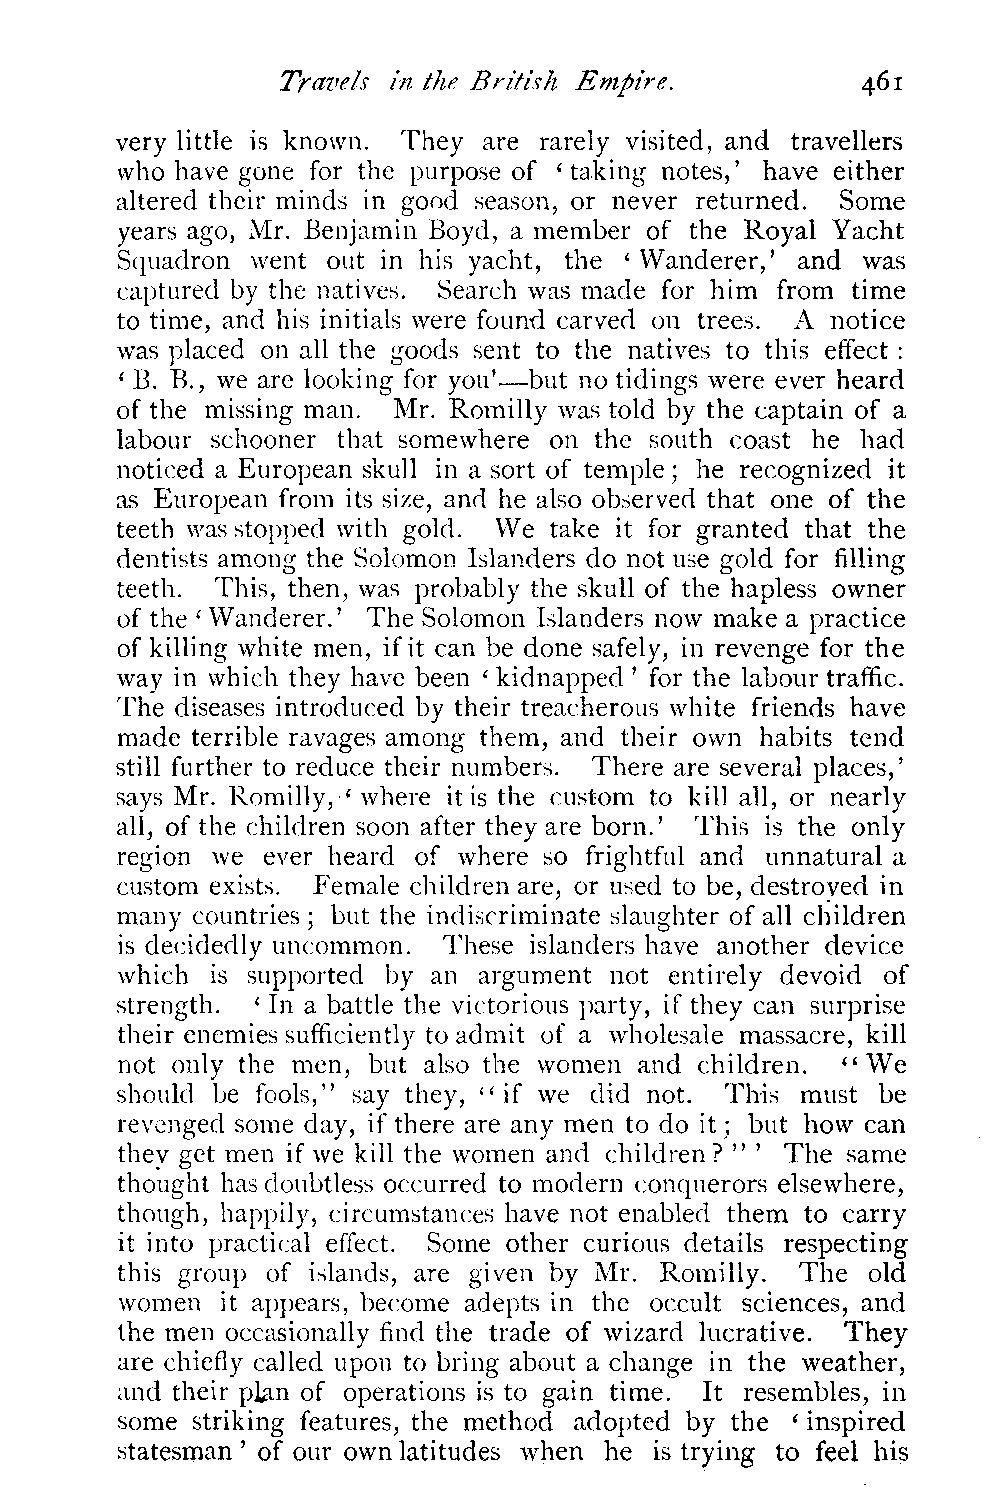 Travels in the British Empire. 461
very little is known. They are rarely visited, and travellers
who have gone for the purpose of ‘ taking notes,’ have either
altered their minds in good season, or never returned. Some
years ago, Mr. Benjamin Boyd, a member of the Royal Yacht
Squadron went out in his yacht, the ‘ Wanderer,’ and was
captured by the natives. Search was made for him from time
to time, and his initials were found carved on trees. A notice
was placed on all the goods sent to the natives to this effect :
‘ B. B., we are looking for you’—but no tidings were ever heard
of the missing man. Mr. Romilly was told by the captain of a
labour schooner that somewhere on the south coast he had
noticed a European skull in a sort of temple ; he recognized it
as European from its size, and he also observed that one of the
teeth was stopped with gold. We take it for granted that the
dentists among the Solomon Islanders do not use gold for filling
teeth. This, then, was probably the skull of the hapless owner
of the ‘ Wanderer.’ The Solomon Islanders now make a practice
of killing white men, if it can be done safely, in revenge for the
way in which they have been ‘ kidnapped ’ for the labour traffic.
The diseases introduced by their treacherous white friends have
made terrible ravages among them, and their own habits tend
still further to reduce their numbers. There are several places,’
says Mr. Romilly, ‘ where it is the custom to kill all, or nearly
all, of the children soon after they are born.’ This is the only
region we ever heard of where so frightful and unnatural a
custom exists. Female children are, or used to be, destroyed in
many countries ; but the indiscriminate slaughter of all children
is decidedly uncommon. These islanders have another device
which is supported by an argument not entirely devoid of
strength. ‘ In a battle the victorious party, if they can surprise
their enemies sufficiently to admit of a wholesale massacre, kill
not only the men, but also the women and children. “ We
should be fools,” say they, “ if we did not. This must be
revenged some day, if there are any men to do it ; but how can
they get men if we kill the women and children ? ” ’ The same
thought has doubtless occurred to modern conquerors elsewhere,
though, happily, circumstances have not enabled them to carry
it into practical effect. Some other curious details respecting
this group of islands, are given by Mr. Romilly. The old
women it appears, become adepts in the occult sciences, and
the men occasionally find the trade of wizard lucrative. They
are chiefly called upon to bring about a change in the weather,
and their plan of operations is to gain time. It resembles, in
some striking features, the method adopted by the ‘ inspired
statesman ’ of our own latitudes when he is trying to feel his